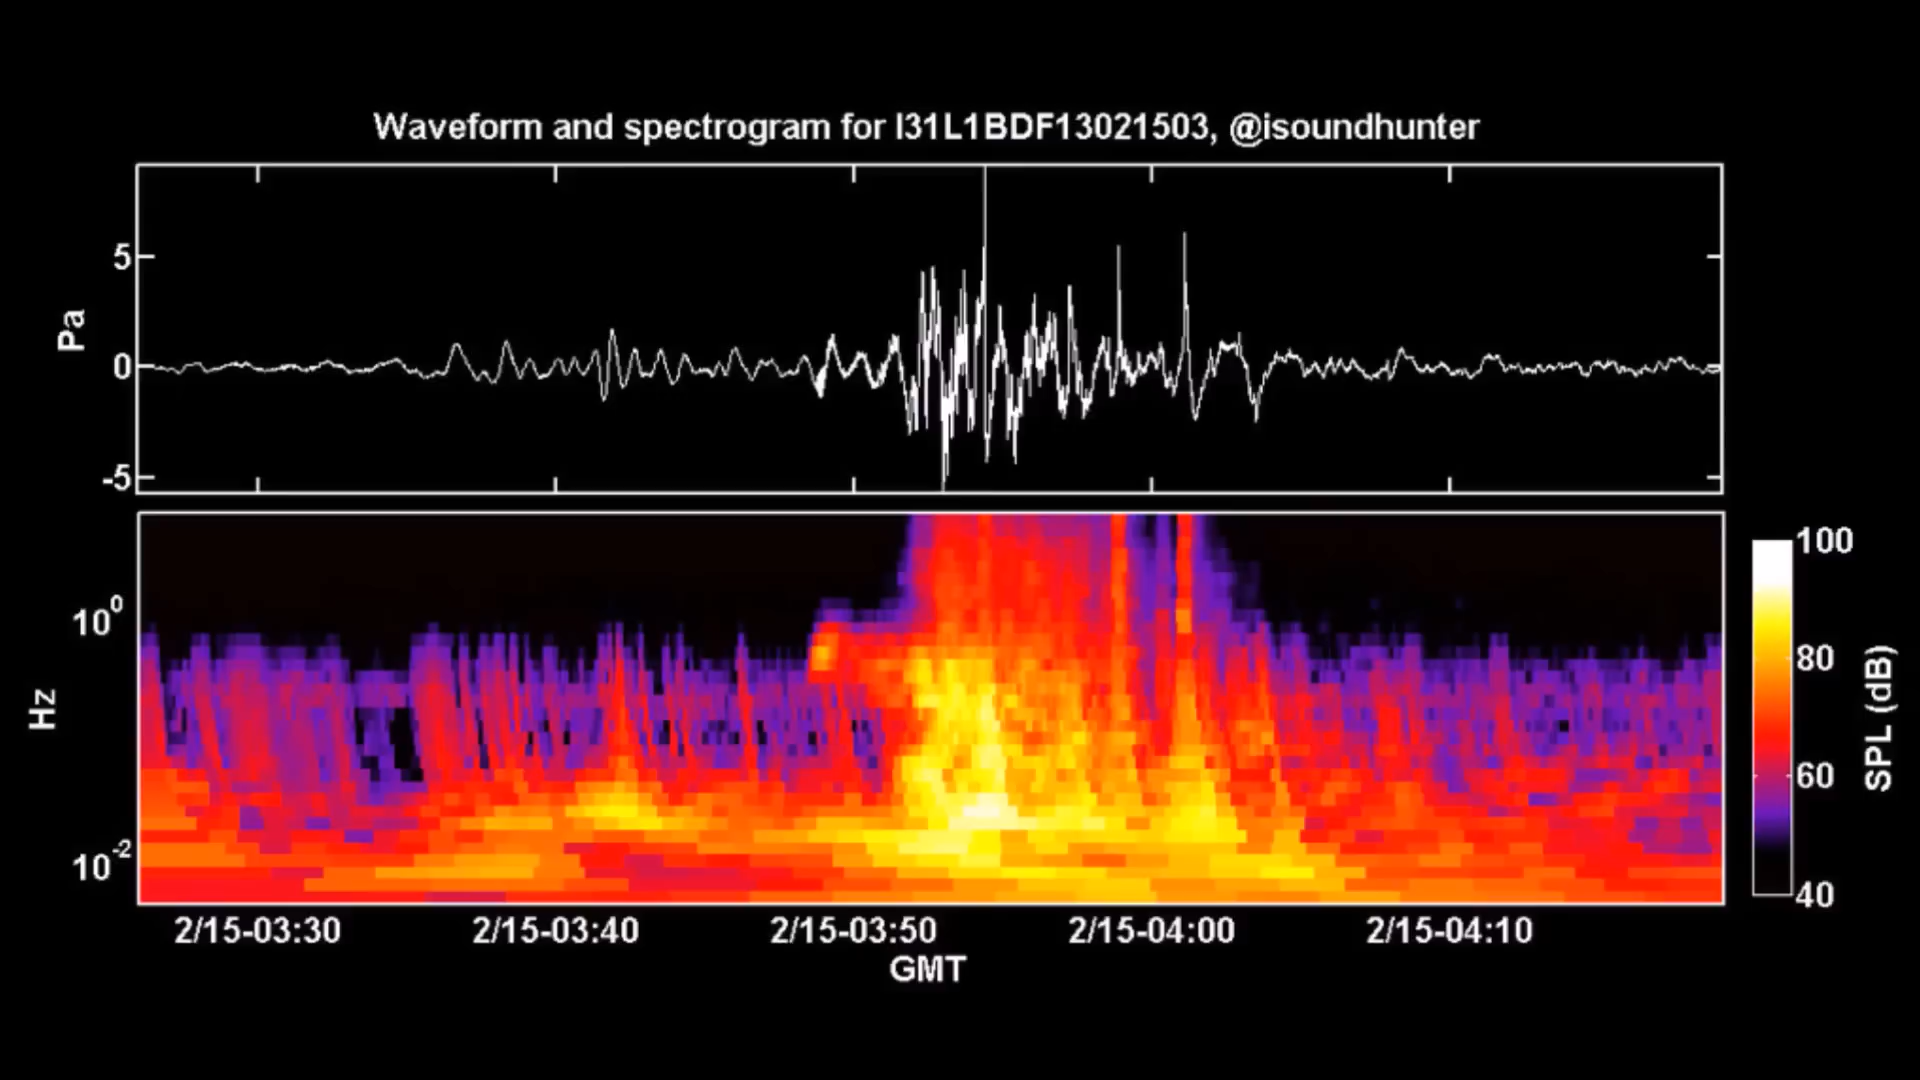 Waveform and spectrogram for I31L1BDF13021503, @isoundhunter
5
0
-5
Pa
10^0
10^-2
Hz
2/15-03:30 2/15-03:40 2/15-03:50 2/15-04:00 2/15-04:10
GMT
100
80
60
40
SPL (dB)